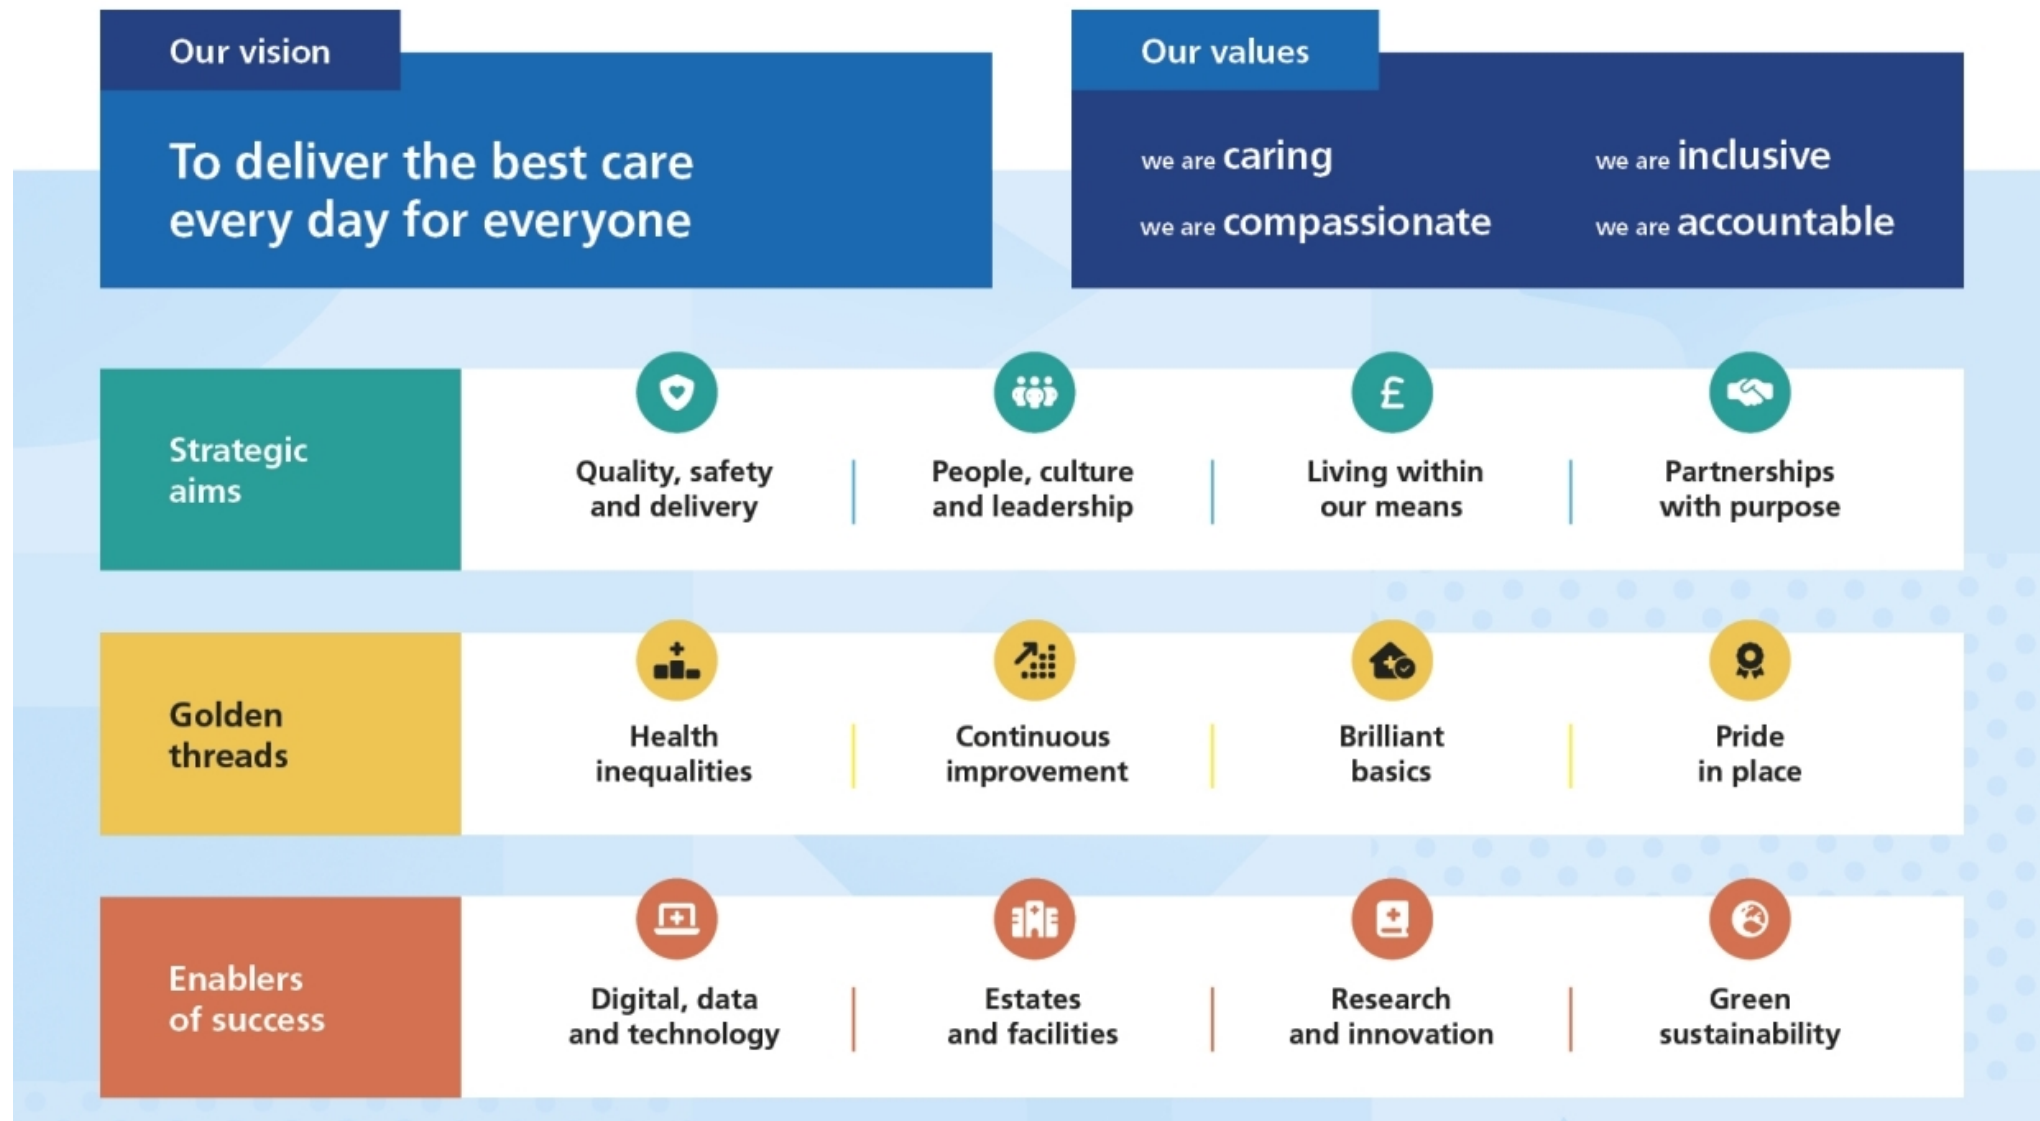 Our vision
To deliver the best care
every day for everyone
Our values
we are caring
we are inclusive
we are compassionate
we are accountable
Strategic
aims
Quality, safety
and delivery
People, culture
and leadership
£
Living within
our means
Partnerships
with purpose
Golden
threads
Health
inequalities
Continuous
improvement
Brilliant
basics
Pride
in place
Enablers
of success
Digital, data
and technology
Estates
and facilities
Research
and innovation
Green
sustainability